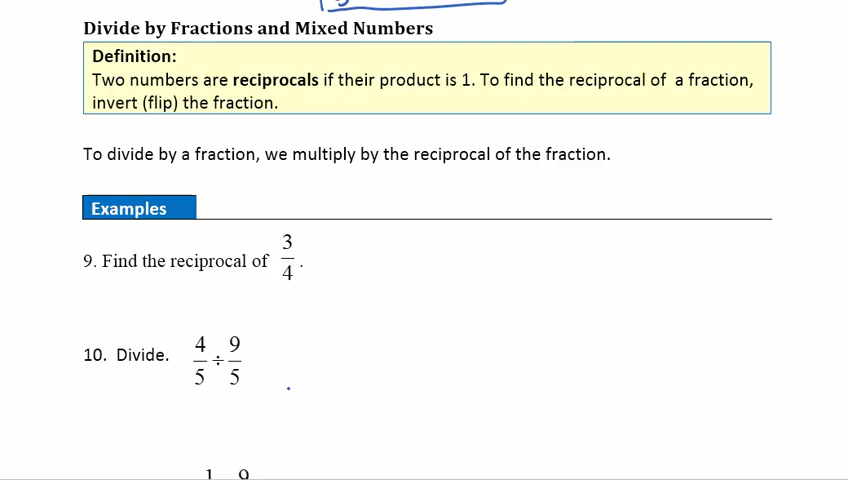 Divide by Fractions and Mixed Numbers
Definition:
Two numbers are reciprocals if their product is 1. To find the reciprocal of a fraction,
invert (flip) the fraction.
To divide by a fraction, we multiply by the reciprocal of the fraction.
Examples
9. Find the reciprocal of 3/4.
10. Divide. 4/5 ÷ 9/5
1 9